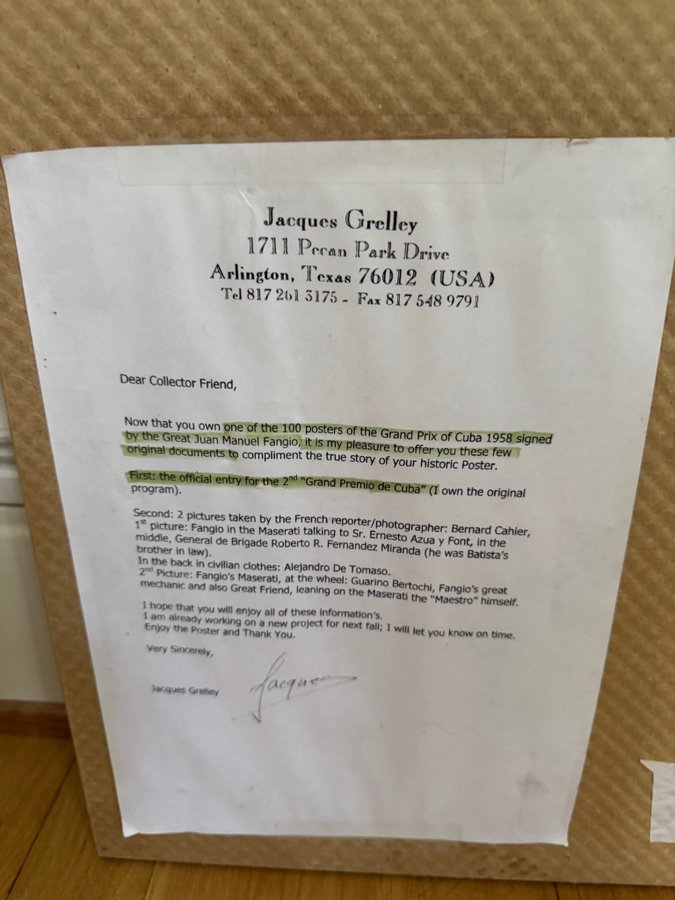 Jacques Grelley
1711 Pecan Park Drive
Arlington, Texas 76012 (USA)
Tel 817 261 3175 - Fax 817 548 9791
Dear Collector Friend,
Now that you own one of the 100 posters of the Grand Prix of Cuba 1958 signed
by the Great Juan Manuel Fangio, it is my pleasure to offer you these few
original documents to compliment the true story of your historic Poster.
First: the official entry for the 2nd "Grand Premio de Cuba" (I own the original
program).
Second: 2 pictures taken by the French reporter/photographer: Bernard Cahier,
1st picture: Fangio in the Maserati talking to Sr. Ernesto Azua y Font, in the
middle, General de Brigade Roberto R. Fernandez Miranda (he was Batista's
brother in law).
In the back in civilian clothes: Alejandro De Tomaso.
2nd Picture: Fangio's Maserati, at the wheel: Guarino Bertochi, Fangio's great
mechanic and also Great Friend, leaning on the Maserati the "Maestro" himself.
I hope that you will enjoy all of these information's.
I am already working on a new project for next fall; I will let you know on time.
Enjoy the Poster and Thank You.
Very Sincerely,
Jacques Grelley Jacques